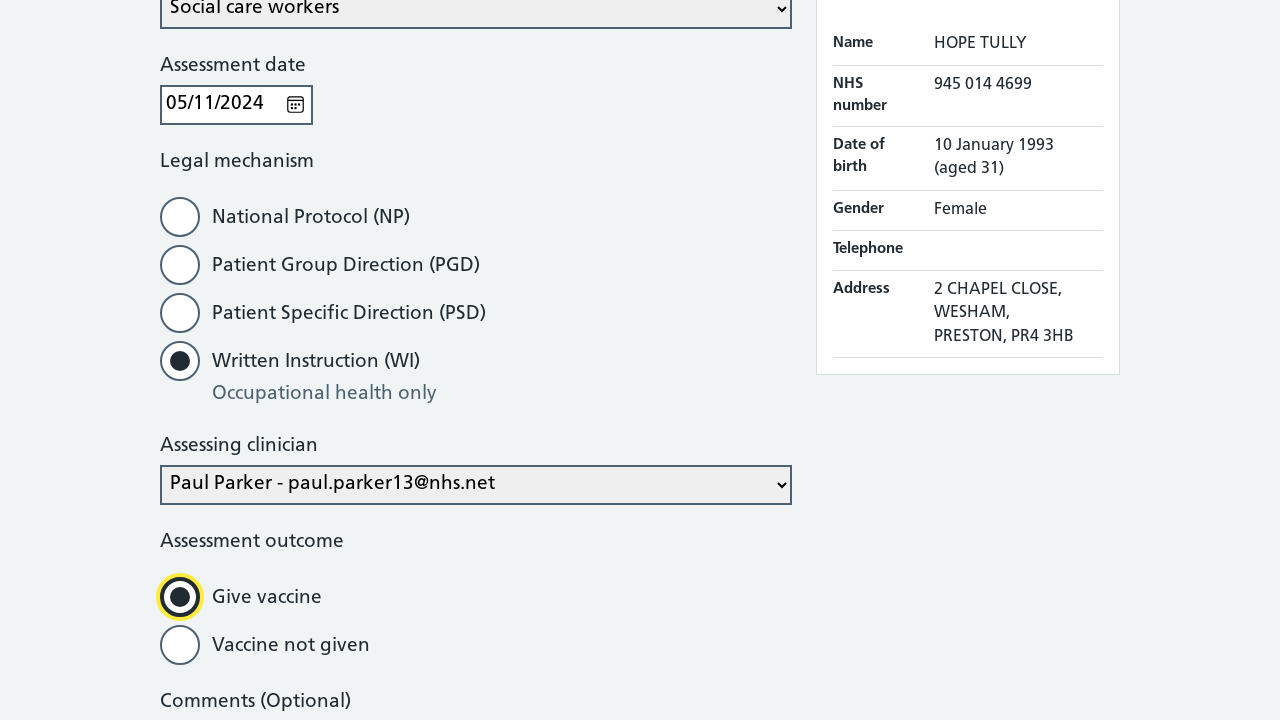 Social care workers
Assessment date
05/11/2024
Legal mechanism
National Protocol (NP)
Patient Group Direction (PGD)
Patient Specific Direction (PSD)
Written Instruction (WI)
Occupational health only
Assessing clinician
Paul Parker - paul.parker13@nhs.net
Assessment outcome
Give vaccine
Vaccine not given
Comments (Optional)
Name HOPE TULLY
NHS number 945 014 4699
Date of birth 10 January 1993
(aged 31)
Gender Female
Telephone
Address 2 CHAPEL CLOSE,
WESHAM,
PRESTON, PR4 3HB